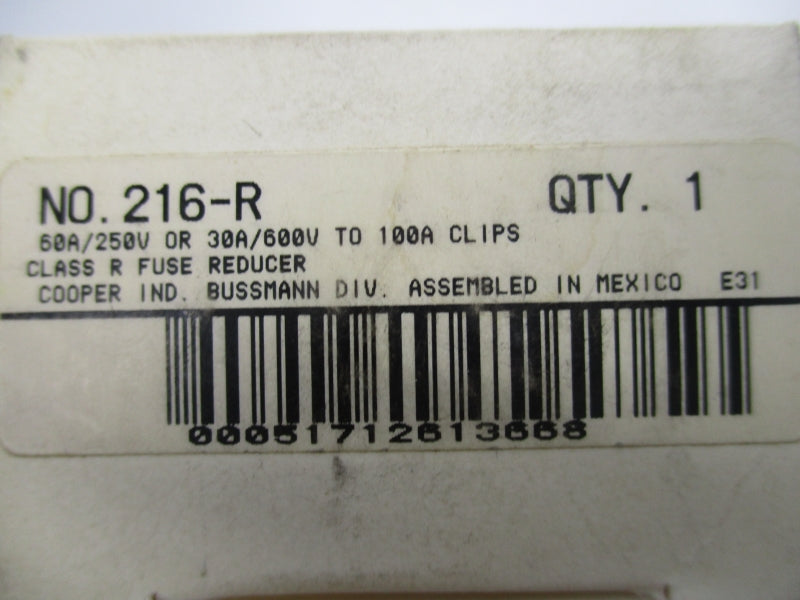 NO. 216-R QTY. 1
60A/250V OR 30A/600V TO 100A CLIPS
CLASS R FUSE REDUCER
COOPER IND. BUSSMANN DIV. ASSEMBLED IN MEXICO E31
00051712613668